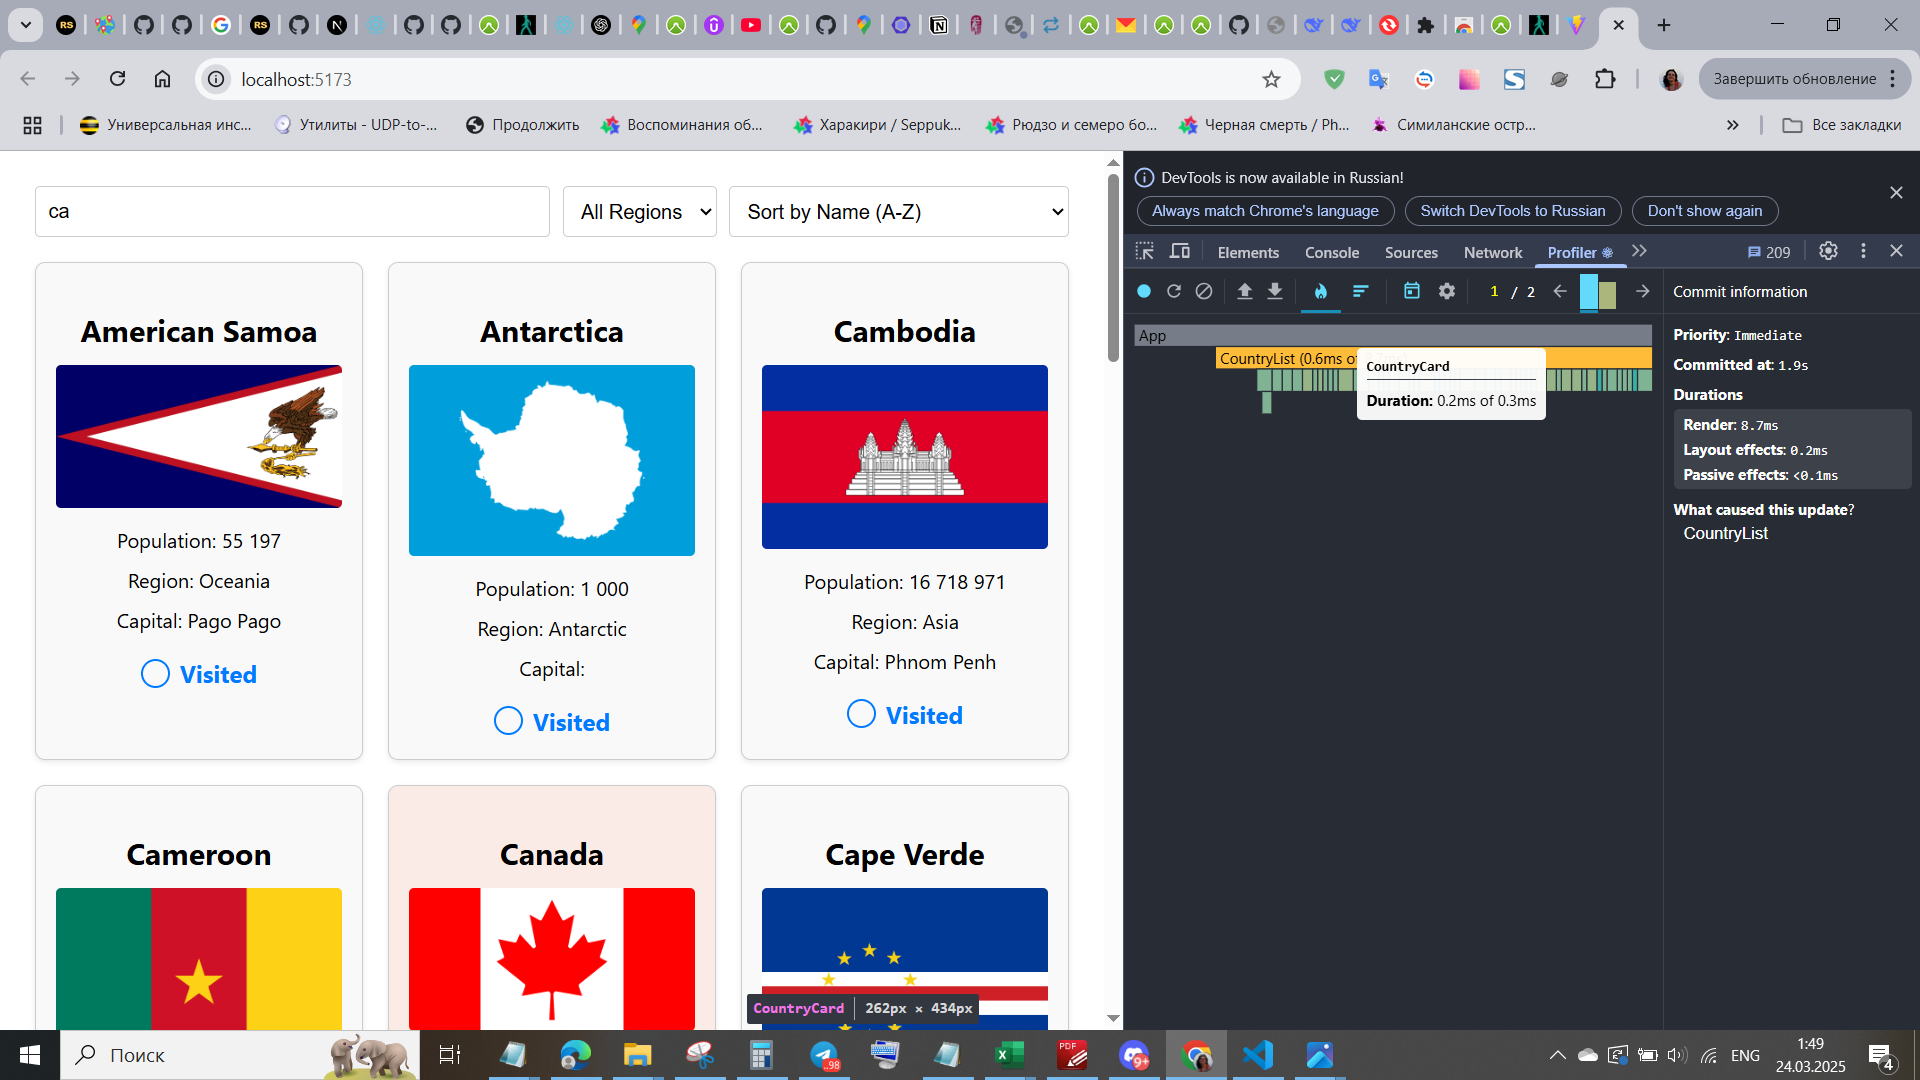 localhost:5173
Завершить обновление
Универсальная инс...
Утилиты - UDP-to-...
Продолжить
Воспоминания об...
Харакири / Seppuk...
Рюдзо и семеро бо...
Черная смерть / Ph...
Симиланские остр...
Все закладки
ca
All Regions
Sort by Name (A-Z)
American Samoa
Population: 55 197
Region: Oceania
Capital: Pago Pago
Visited
Antarctica
Population: 1 000
Region: Antarctic
Capital:
Visited
Cambodia
Population: 16 718 971
Region: Asia
Capital: Phnom Penh
Visited
Cameroon
Canada
Cape Verde
CountryCard 262px × 434px
DevTools is now available in Russian!
Always match Chrome's language
Switch DevTools to Russian
Don't show again
Elements
Console
Sources
Network
Profiler
209
1 / 2
App
CountryList (0.6ms of
CountryCard
Duration: 0.2ms of 0.3ms
Commit information
Priority: Immediate
Committed at: 1.9s
Durations
Render: 8.7ms
Layout effects: 0.2ms
Passive effects: <0.1ms
What caused this update?
CountryList
Поиск
ENG
1:49
24.03.2025
4